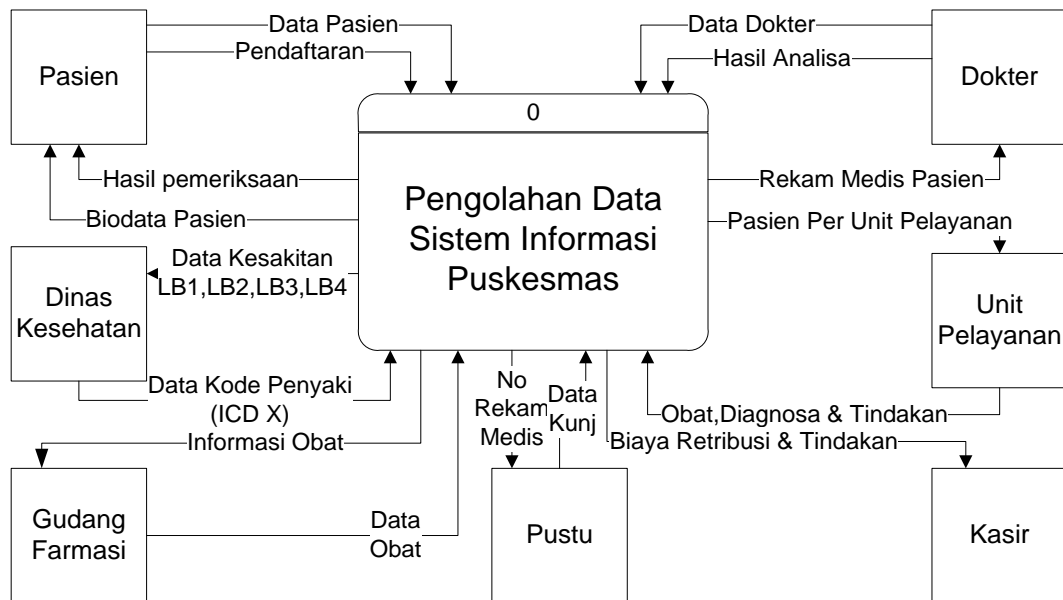 Data Pasien
Pendaftaran
Pasien
Data Dokter
Hasil Analisa
Dokter
0
Hasil pemeriksaan
Biodata Pasien
Pengolahan Data
Sistem Informasi
Puskesmas
Rekam Medis Pasien
Pasien Per Unit Pelayanan
Data Kesakitan
LB1,LB2,LB3,LB4
Dinas
Kesehatan
Unit
Pelayanan
Data Kode Penyaki
(ICD X)
Informasi Obat
No
Rekam
Medis
Data
Kunj
Obat,Diagnosa & Tindakan
Biaya Retribusi & Tindakan
Gudang
Farmasi
Data
Obat
Pustu
Kasir